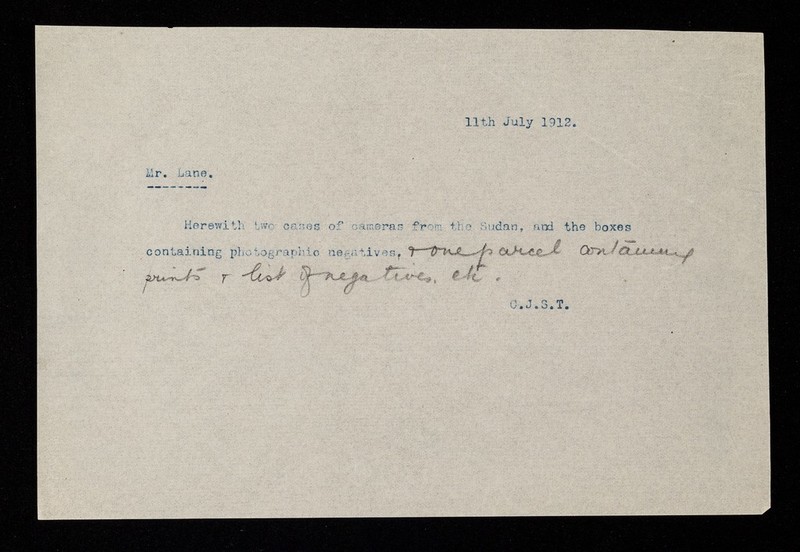 11th July 1912.
Mr. Lane.
Herewith two cases of cameras from the Sudan, and the boxes
containing photographic negatives, & one parcel containing
prints & list of negatives, etc.
C.J.S.T.